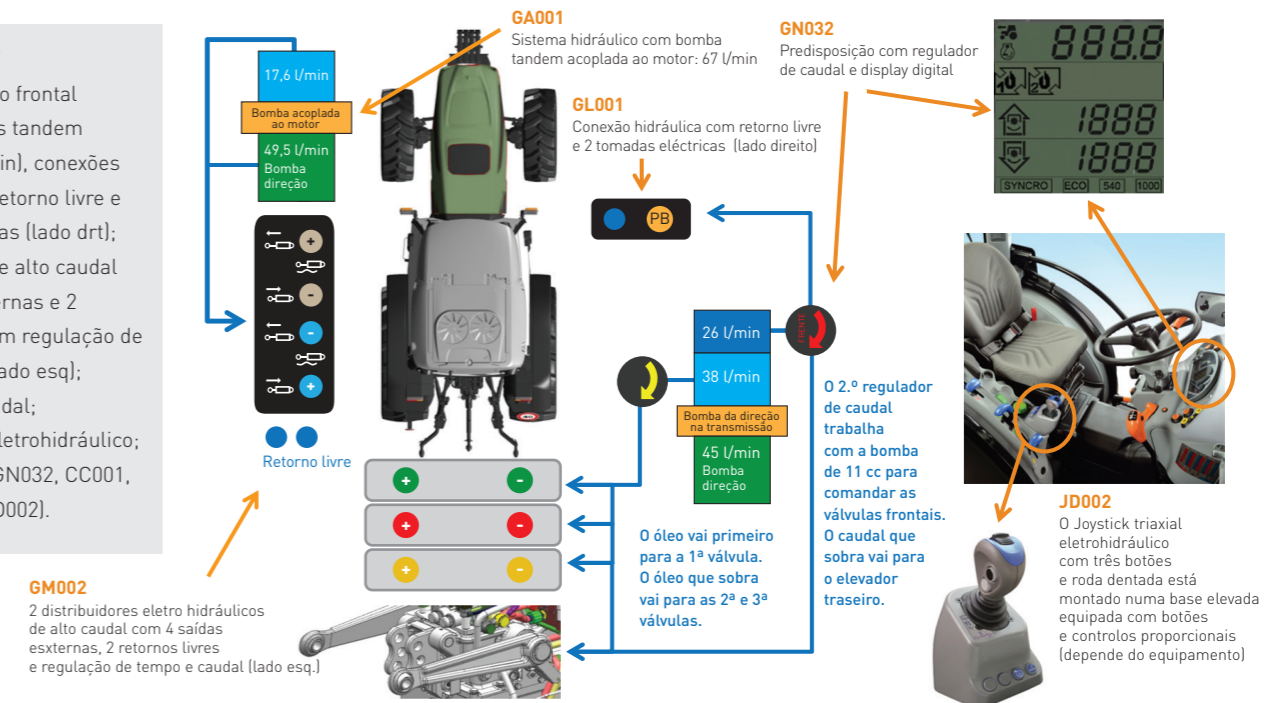 o frontal
s tandem
in), conexões
etorno livre e
as (lado drt);
e alto caudal
ernas e 2
m regulação de
ado esq);
dal;
letrohidráulico;
GN032, CC001,
D002).
17,6 l/min
Bomba acoplada
ao motor
49,5 l/min
Bomba
direção
+
-
-
+
Retorno livre
GA001
Sistema hidráulico com bomba
tandem acoplada ao motor: 67 l/min
GL001
Conexão hidráulica com retorno livre
e 2 tomadas eléctricas (lado direito)
PB
GN032
Predisposição com regulador
de caudal e display digital
888.8
1 2
1888
1888
SYNCRO ECO 540 1000
FRENTE
26 l/min
38 l/min
Bomba da direção
na transmissão
45 l/min
Bomba
direção
+ -
+ -
+ -
O óleo vai primeiro
para a 1ª válvula.
O óleo que sobra
vai para as 2ª e 3ª
válvulas.
O 2.º regulador
de caudal
trabalha
com a bomba
de 11 cc para
comandar as
válvulas frontais.
O caudal que
sobra vai para
o elevador
traseiro.
GM002
2 distribuidores eletro hidráulicos
de alto caudal com 4 saídas
esxternas, 2 retornos livres
e regulação de tempo e caudal (lado esq.)
JD002
O Joystick triaxial
eletrohidráulico
com três botões
e roda dentada está
montado numa base elevada
equipada com botões
e controlos proporcionais
(depende do equipamento)